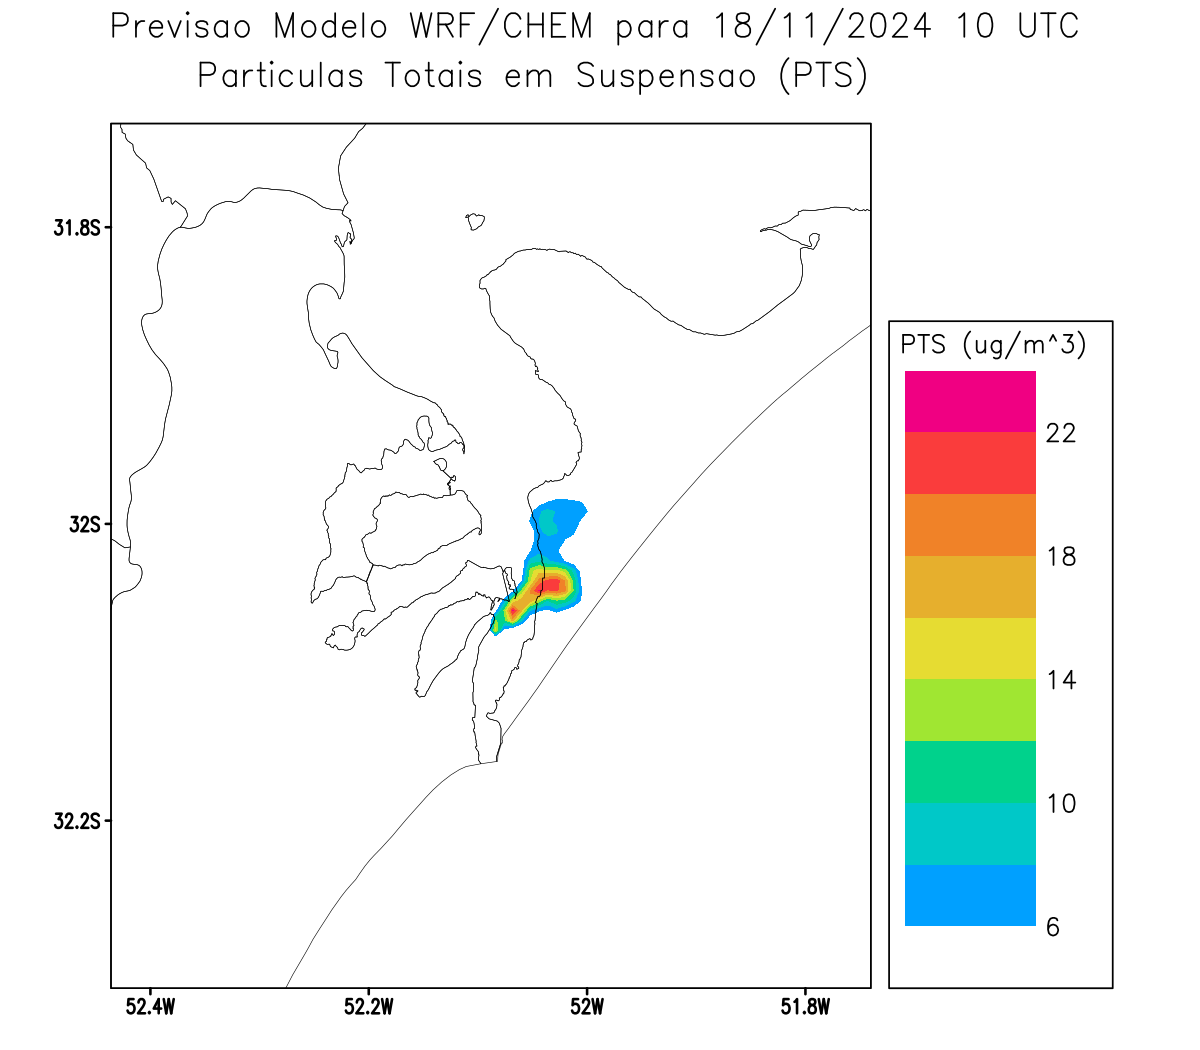 Previsao Modelo WRF/CHEM para 18/11/2024 10 UTC
Particulas Totais em Suspensao (PTS)
31.8S
32S
32.2S
52.4W
52.2W
52W
51.8W
PTS (ug/m^3)
22
18
14
10
6